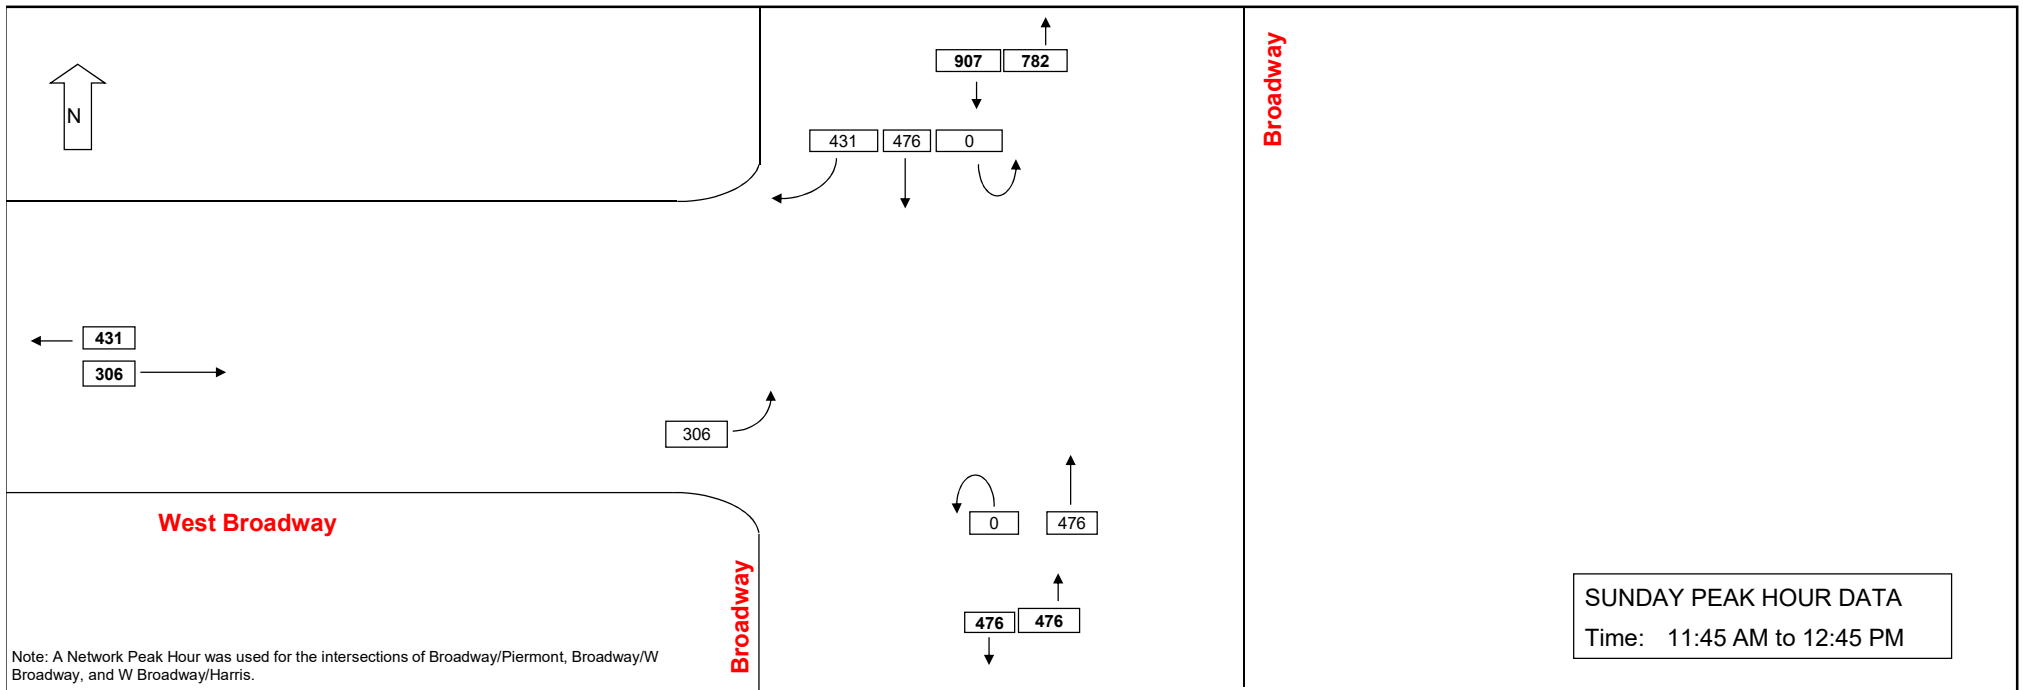 907 782
Broadway
N
431 476 0
431
306
306
0 476
West Broadway
Broadway
476 476
SUNDAY PEAK HOUR DATA
Time: 11:45 AM to 12:45 PM
Note: A Network Peak Hour was used for the intersections of Broadway/Piermont, Broadway/W
Broadway, and W Broadway/Harris.